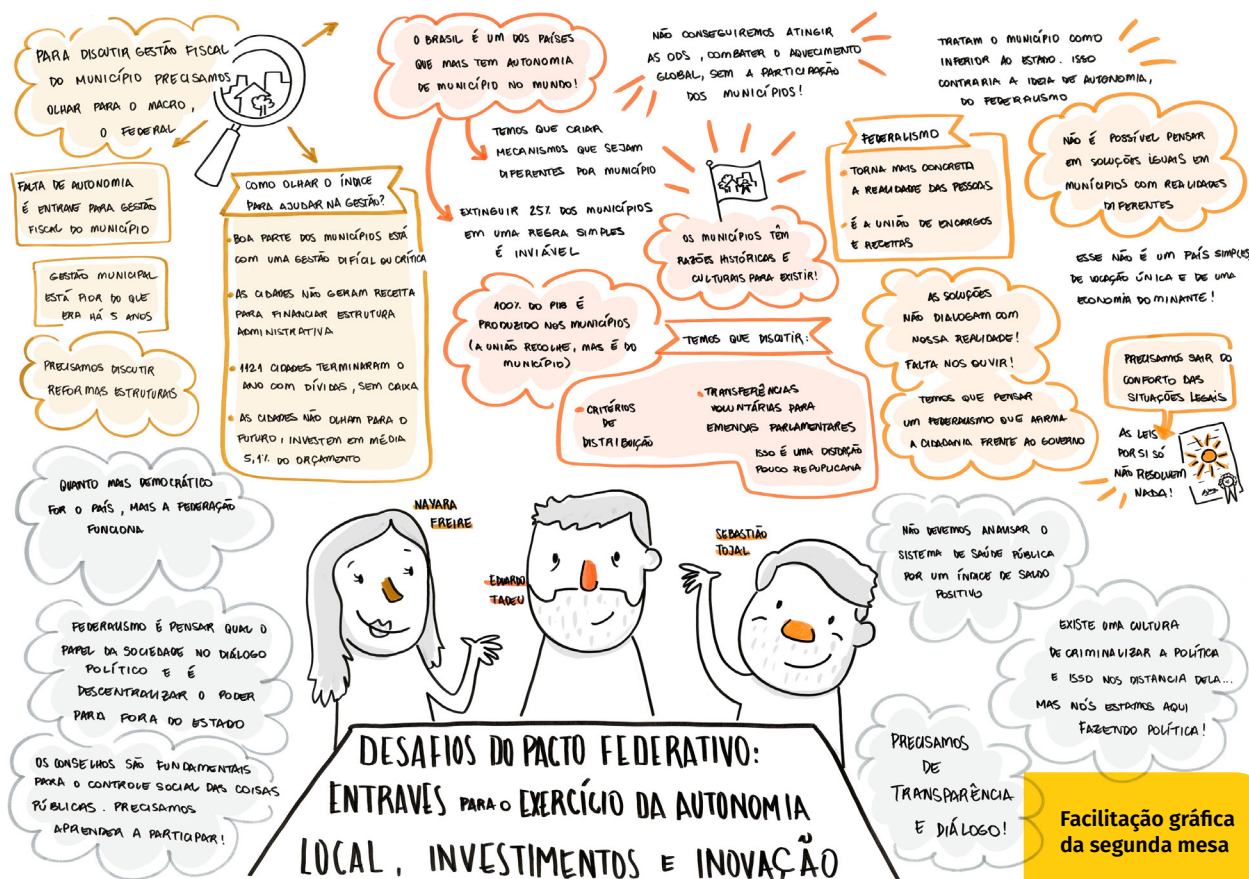 PARA DISCUTIR GESTÃO FISCAL
DO MUNICÍPIO PRECISAMOS
OLHAR PARA O MACRO,
O FEDERAL
FALTA DE AUTONOMIA
É ENTRAVE PARA GESTÃO
FISCAL DO MUNICÍPIO
GESTÃO MUNICIPAL
ESTÁ PIOR DO QUE
ERA HÁ 5 ANOS
PRECISAMOS DISCUTIR
REFORMAS ESTRUTURAIS
COMO OLHAR O ÍNDICE
PARA AJUDAR NA GESTÃO?
• BOA PARTE DOS MUNICÍPIOS ESTÁ
COM UMA GESTÃO DIFÍCIL OU CRÍTICA
• AS CIDADES NÃO GERAM RECEITA
PARA FINANCIAR ESTRUTURA
ADMINISTRATIVA
• 1121 CIDADES TERMINARAM O
ANO COM DÍVIDAS, SEM CAIXA
• AS CIDADES NÃO OLHAM PARA O
FUTURO, INVESTEM EM MÉDIA
5,1% DO ORÇAMENTO
O BRASIL É UM DOS PAÍSES
QUE MAIS TEM AUTONOMIA
DE MUNICÍPIO NO MUNDO!
TEMOS QUE CRIAR
MECANISMOS QUE SEJAM
DIFERENTES POR MUNICÍPIO
EXTINGUIR 25% DOS MUNICÍPIOS
EM UMA REGRA SIMPLES
É INVIÁVEL
NÃO CONSEGUIREMOS ATINGIR
AS ODS, COMBATER O AQUECIMENTO
GLOBAL, SEM A PARTICIPAÇÃO
DOS MUNICÍPIOS!
OS MUNICÍPIOS TÊM
RAZÕES HISTÓRICAS E
CULTURAIS PARA EXISTIR!
100% DO PIB É
PRODUZIDO NOS MUNICÍPIOS
(A UNIÃO RECOLHE, MAS É DO
MUNICÍPIO)
TEMOS QUE DISCUTIR:
• CRITÉRIOS
DE
DISTRIBUIÇÃO
• TRANSFERÊNCIAS
VOLUNTÁRIAS PARA
EMENDAS PARLAMENTARES
ISSO É UMA DISTORÇÃO
POUCO REPUPLICANA
TRATAM O MUNICÍPIO COMO
INFERIOR AO ESTADO. ISSO
CONTRARIA A IDEIA DE AUTONOMIA,
DO FEDERALISMO
FEDERALISMO
• TORNA MAIS CONCRETA
A REALIDADE DAS PESSOAS
• É A UNIÃO DE ENCARGOS
E RECEITAS
NÃO É POSSÍVEL PENSAR
EM SOLUÇÕES IGUAIS EM
MUNICÍPIOS COM REALIDADES
DIFERENTES
ESSE NÃO É UM PAÍS SIMPLES
DE VOCAÇÃO ÚNICA E DE UMA
ECONOMIA DOMINANTE!
AS SOLUÇÕES
NÃO DIALOGAM COM
NOSSA REALIDADE!
FALTA NOS OUVIR!
TEMOS QUE PENSAR
UM FEDERALISMO QUE AFIRMA
A CIDADANIA FRENTE AO GOVERNO
PRECISAMOS SAIR DO
CONFORTO DAS
SITUAÇÕES LEGAIS
AS LEIS
POR SI SÓ
NÃO RESOLVEM
NADA!
QUANTO MAIS DEMOCRÁTICO
FOR O PAÍS, MAIS A FEDERAÇÃO
FUNCIONA
FEDERALISMO É PENSAR QUAL O
PAPEL DA SOCIEDADE NO DIÁLOGO
POLÍTICO E É
DESCENTRALIZAR O PODER
PARA FORA DO ESTADO
OS CONSELHOS SÃO FUNDAMENTAIS
PARA O CONTROLE SOCIAL DAS COISAS
PÚBLICAS. PRECISAMOS
APRENDER A PARTICIPAR!
NAYARA
FREIRE
EDUARDO
TADEU
SEBASTIÃO
TOJAL
NÃO DEVEMOS ANALISAR O
SISTEMA DE SAÚDE PÚBLICA
POR UM ÍNDICE DE SALDO
POSITIVO
EXISTE UMA CULTURA
DE CRIMINALIZAR A POLÍTICA
E ISSO NOS DISTANCIA DELA...
MAS NÓS ESTAMOS AQUI
FAZENDO POLÍTICA!
PRECISAMOS
DE
TRANSPARÊNCIA
E DIÁLOGO!
DESAFIOS DO PACTO FEDERATIVO:
ENTRAVES PARA O EXERCÍCIO DA AUTONOMIA
LOCAL, INVESTIMENTOS E INOVAÇÃO
Facilitação gráfica
da segunda mesa